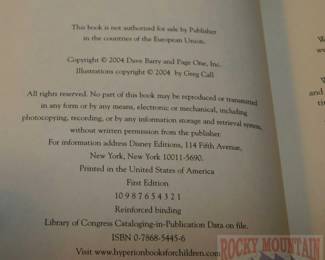 This book is not authorized for sale by Publisher
in the countries of the European Union.
Copyright © 2004 Dave Barry and Page One, Inc.
Illustrations copyright © 2004 by Greg Call
All rights reserved. No part of this book may be reproduced or transmitted
in any form or by any means, electronic or mechanical, including
photocopying, recording, or by any information storage and retrieval system,
without written permission from the publisher.
For information address Disney Editions, 114 Fifth Avenue,
New York, New York 10011-5690.
Printed in the United States of America
First Edition
10 9 8 7 6 5 4 3 2 1
Reinforced binding
Library of Congress Cataloging-in-Publication Data on file.
ISBN 0-7868-5445-6
Visit www.hyperionbooksforchildren.
ROCKY MOUNTAIN